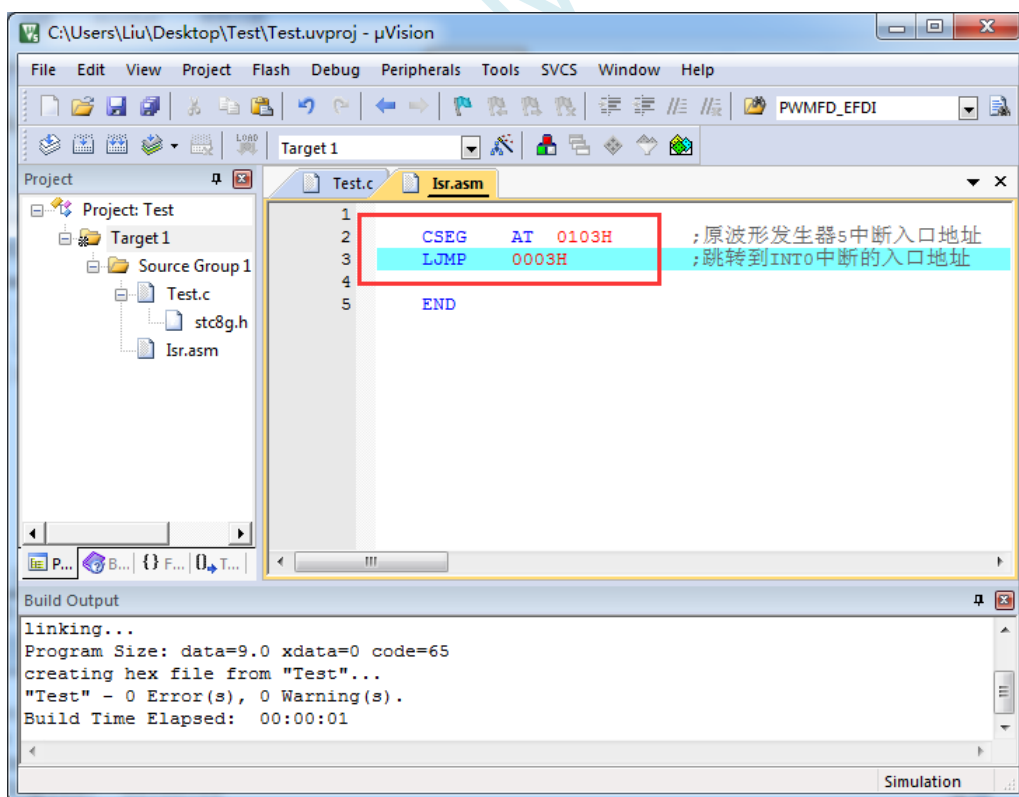 C:\Users\Liu\Desktop\Test\Test.uvproj - µVision
File Edit View Project Flash Debug Peripherals Tools SVCS Window Help
LOAD PWMFD_EFDI
Target 1
Project
Test.c Isr.asm
Project: Test
Target 1
Source Group 1
Test.c
stc8g.h
Isr.asm
1
2 CSEG AT 0103H ;原波形发生器5中断入口地址
3 LJMP 0003H ;跳转到INT0中断的入口地址
4
5 END
P... B... {} F... 0 T...
Build Output
linking...
Program Size: data=9.0 xdata=0 code=65
creating hex file from "Test"...
"Test" - 0 Error(s), 0 Warning(s).
Build Time Elapsed: 00:00:01
Simulation